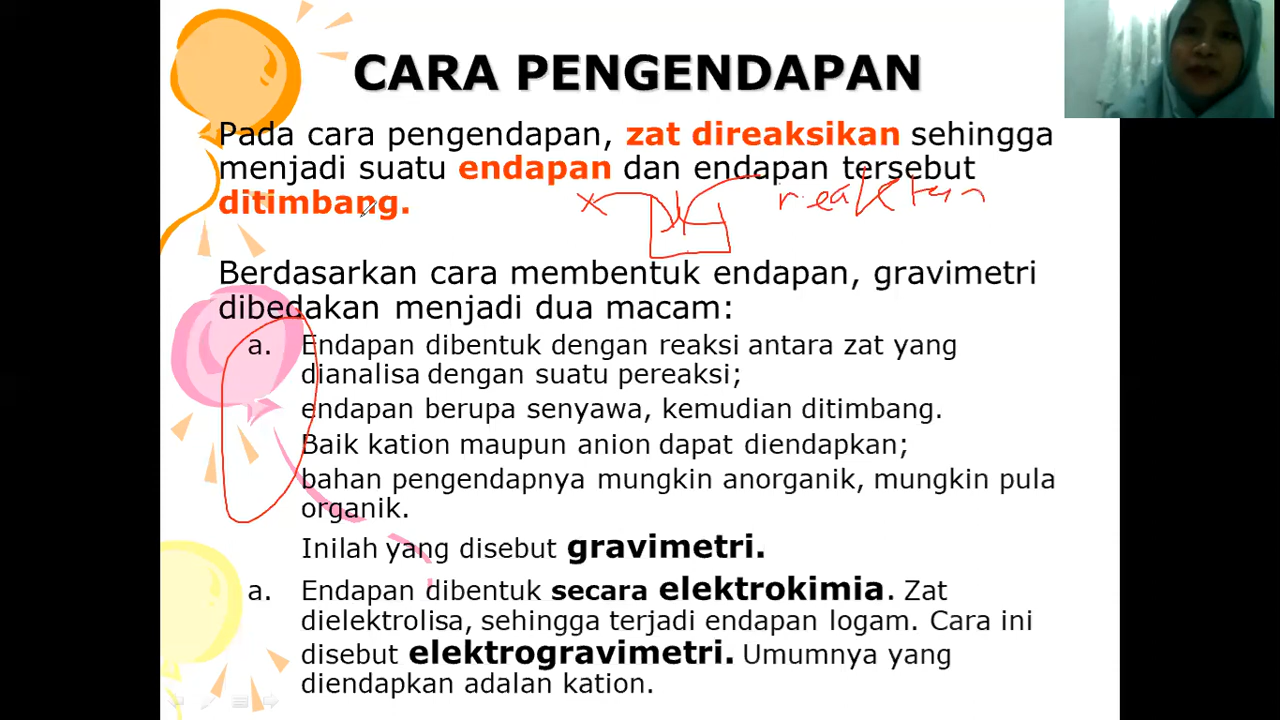 CARA PENGENDAPAN
Pada cara pengendapan, zat direaksikan sehingga
menjadi suatu endapan dan endapan tersebut
ditimbang.
x reaktan
Berdasarkan cara membentuk endapan, gravimetri
dibedakan menjadi dua macam:
a. Endapan dibentuk dengan reaksi antara zat yang
dianalisa dengan suatu pereaksi;
endapan berupa senyawa, kemudian ditimbang.
Baik kation maupun anion dapat diendapkan;
bahan pengendapnya mungkin anorganik, mungkin pula
organik.
Inilah yang disebut gravimetri.
a. Endapan dibentuk secara elektrokimia. Zat
dielektrolisa, sehingga terjadi endapan logam. Cara ini
disebut elektrogravimetri. Umumnya yang
diendapkan adalan kation.